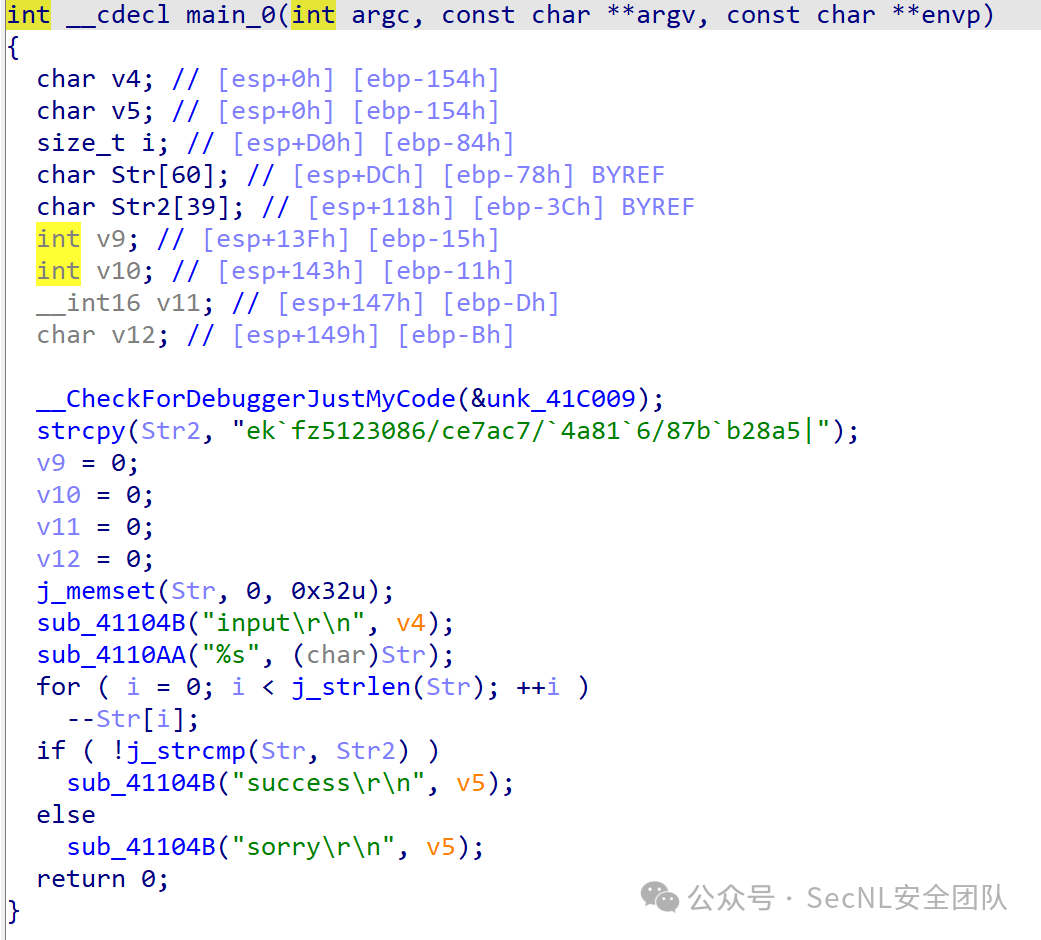 int __cdecl main_0(int argc, const char **argv, const char **envp)
{
  char v4; // [esp+0h] [ebp-154h]
  char v5; // [esp+0h] [ebp-154h]
  size_t i; // [esp+D0h] [ebp-84h]
  char Str[60]; // [esp+DCh] [ebp-78h] BYREF
  char Str2[39]; // [esp+118h] [ebp-3Ch] BYREF
  int v9; // [esp+13Fh] [ebp-15h]
  int v10; // [esp+143h] [ebp-11h]
  __int16 v11; // [esp+147h] [ebp-Dh]
  char v12; // [esp+149h] [ebp-Bh]

  __CheckForDebuggerJustMyCode(&unk_41C009);
  strcpy(Str2, "ek`fz5123086/ce7ac7/`4a81`6/87b`b28a5|");
  v9 = 0;
  v10 = 0;
  v11 = 0;
  v12 = 0;
  j_memset(Str, 0, 0x32u);
  sub_41104B("input\r\n", v4);
  sub_4110AA("%s", (char)Str);
  for ( i = 0; i < j_strlen(Str); ++i )
    --Str[i];
  if ( !j_strcmp(Str, Str2) )
    sub_41104B("success\r\n", v5);
  else
    sub_41104B("sorry\r\n", v5);
  return 0;
}
公众号 · SecNL安全团队